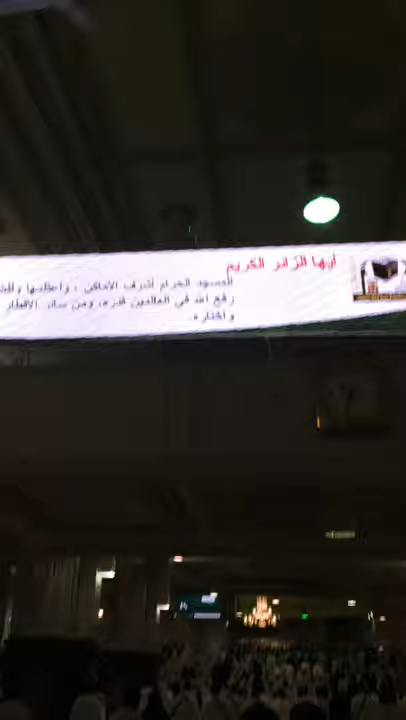 أيها الزائر الكريم
المسجد الحرام أشرف الأماكن ، وأعظمها
رفع الله في العالمين قدره، ومن سائر الأقطار
واختاره.